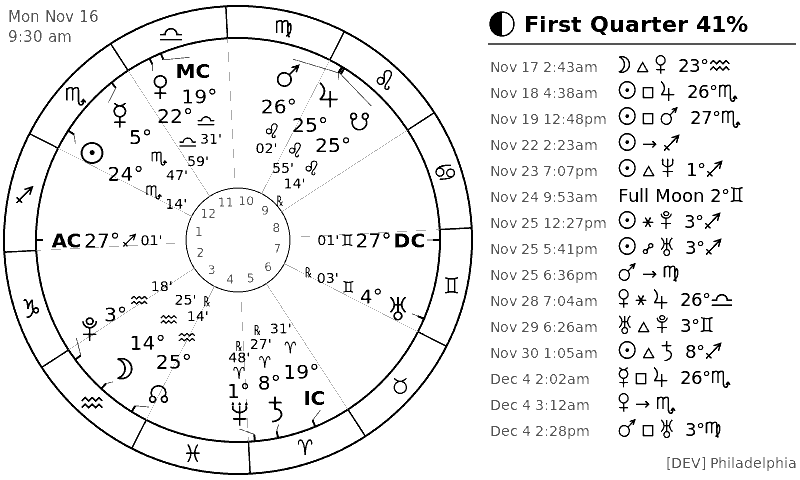 Mon Nov 16
9:30 am
♎ ♍ ♌ ♋ ♊ ♉ ♈ ♓ ♒ ♑ ♐ ♏
MC 19° ♎ 31'
♀ 22° ♎ 59'
☿ 5° ♏ 47'
☉ 24° ♏ 14'
♂ 26° ♌ 02'
♃ 25° ♌ 55'
☋ 25° ♌ 14' ℞
AC 27° ♐ 01'
01' ♊ 27° DC
♇ 3° ♒ 18'
☽ 14° ♒ 25'
☊ 25° ♒ 14' ℞
♆ 1° ♈ 48' ℞
♄ 8° ♈ 27' ℞
IC 19° ♈ 31'
℞ 03' ♊ 4° ♅
1 2 3 4 5 6 7 8 9 10 11 12
First Quarter 41%
Nov 17 2:43am ☽ △ ♀ 23°♒
Nov 18 4:38am ☉ □ ♃ 26°♏
Nov 19 12:48pm ☉ □ ♂ 27°♏
Nov 22 2:23am ☉ → ♐
Nov 23 7:07pm ☉ △ ♆ 1°♐
Nov 24 9:53am Full Moon 2°♊
Nov 25 12:27pm ☉ ⚹ ♇ 3°♐
Nov 25 5:41pm ☉ ☍ ♅ 3°♐
Nov 25 6:36pm ♂ → ♍
Nov 28 7:04am ♀ ⚹ ♃ 26°♎
Nov 29 6:26am ♅ △ ♇ 3°♊
Nov 30 1:05am ☉ △ ♄ 8°♐
Dec 4 2:02am ☿ □ ♃ 26°♏
Dec 4 3:12am ♀ → ♏
Dec 4 2:28pm ♂ □ ♅ 3°♍
[DEV] Philadelphia